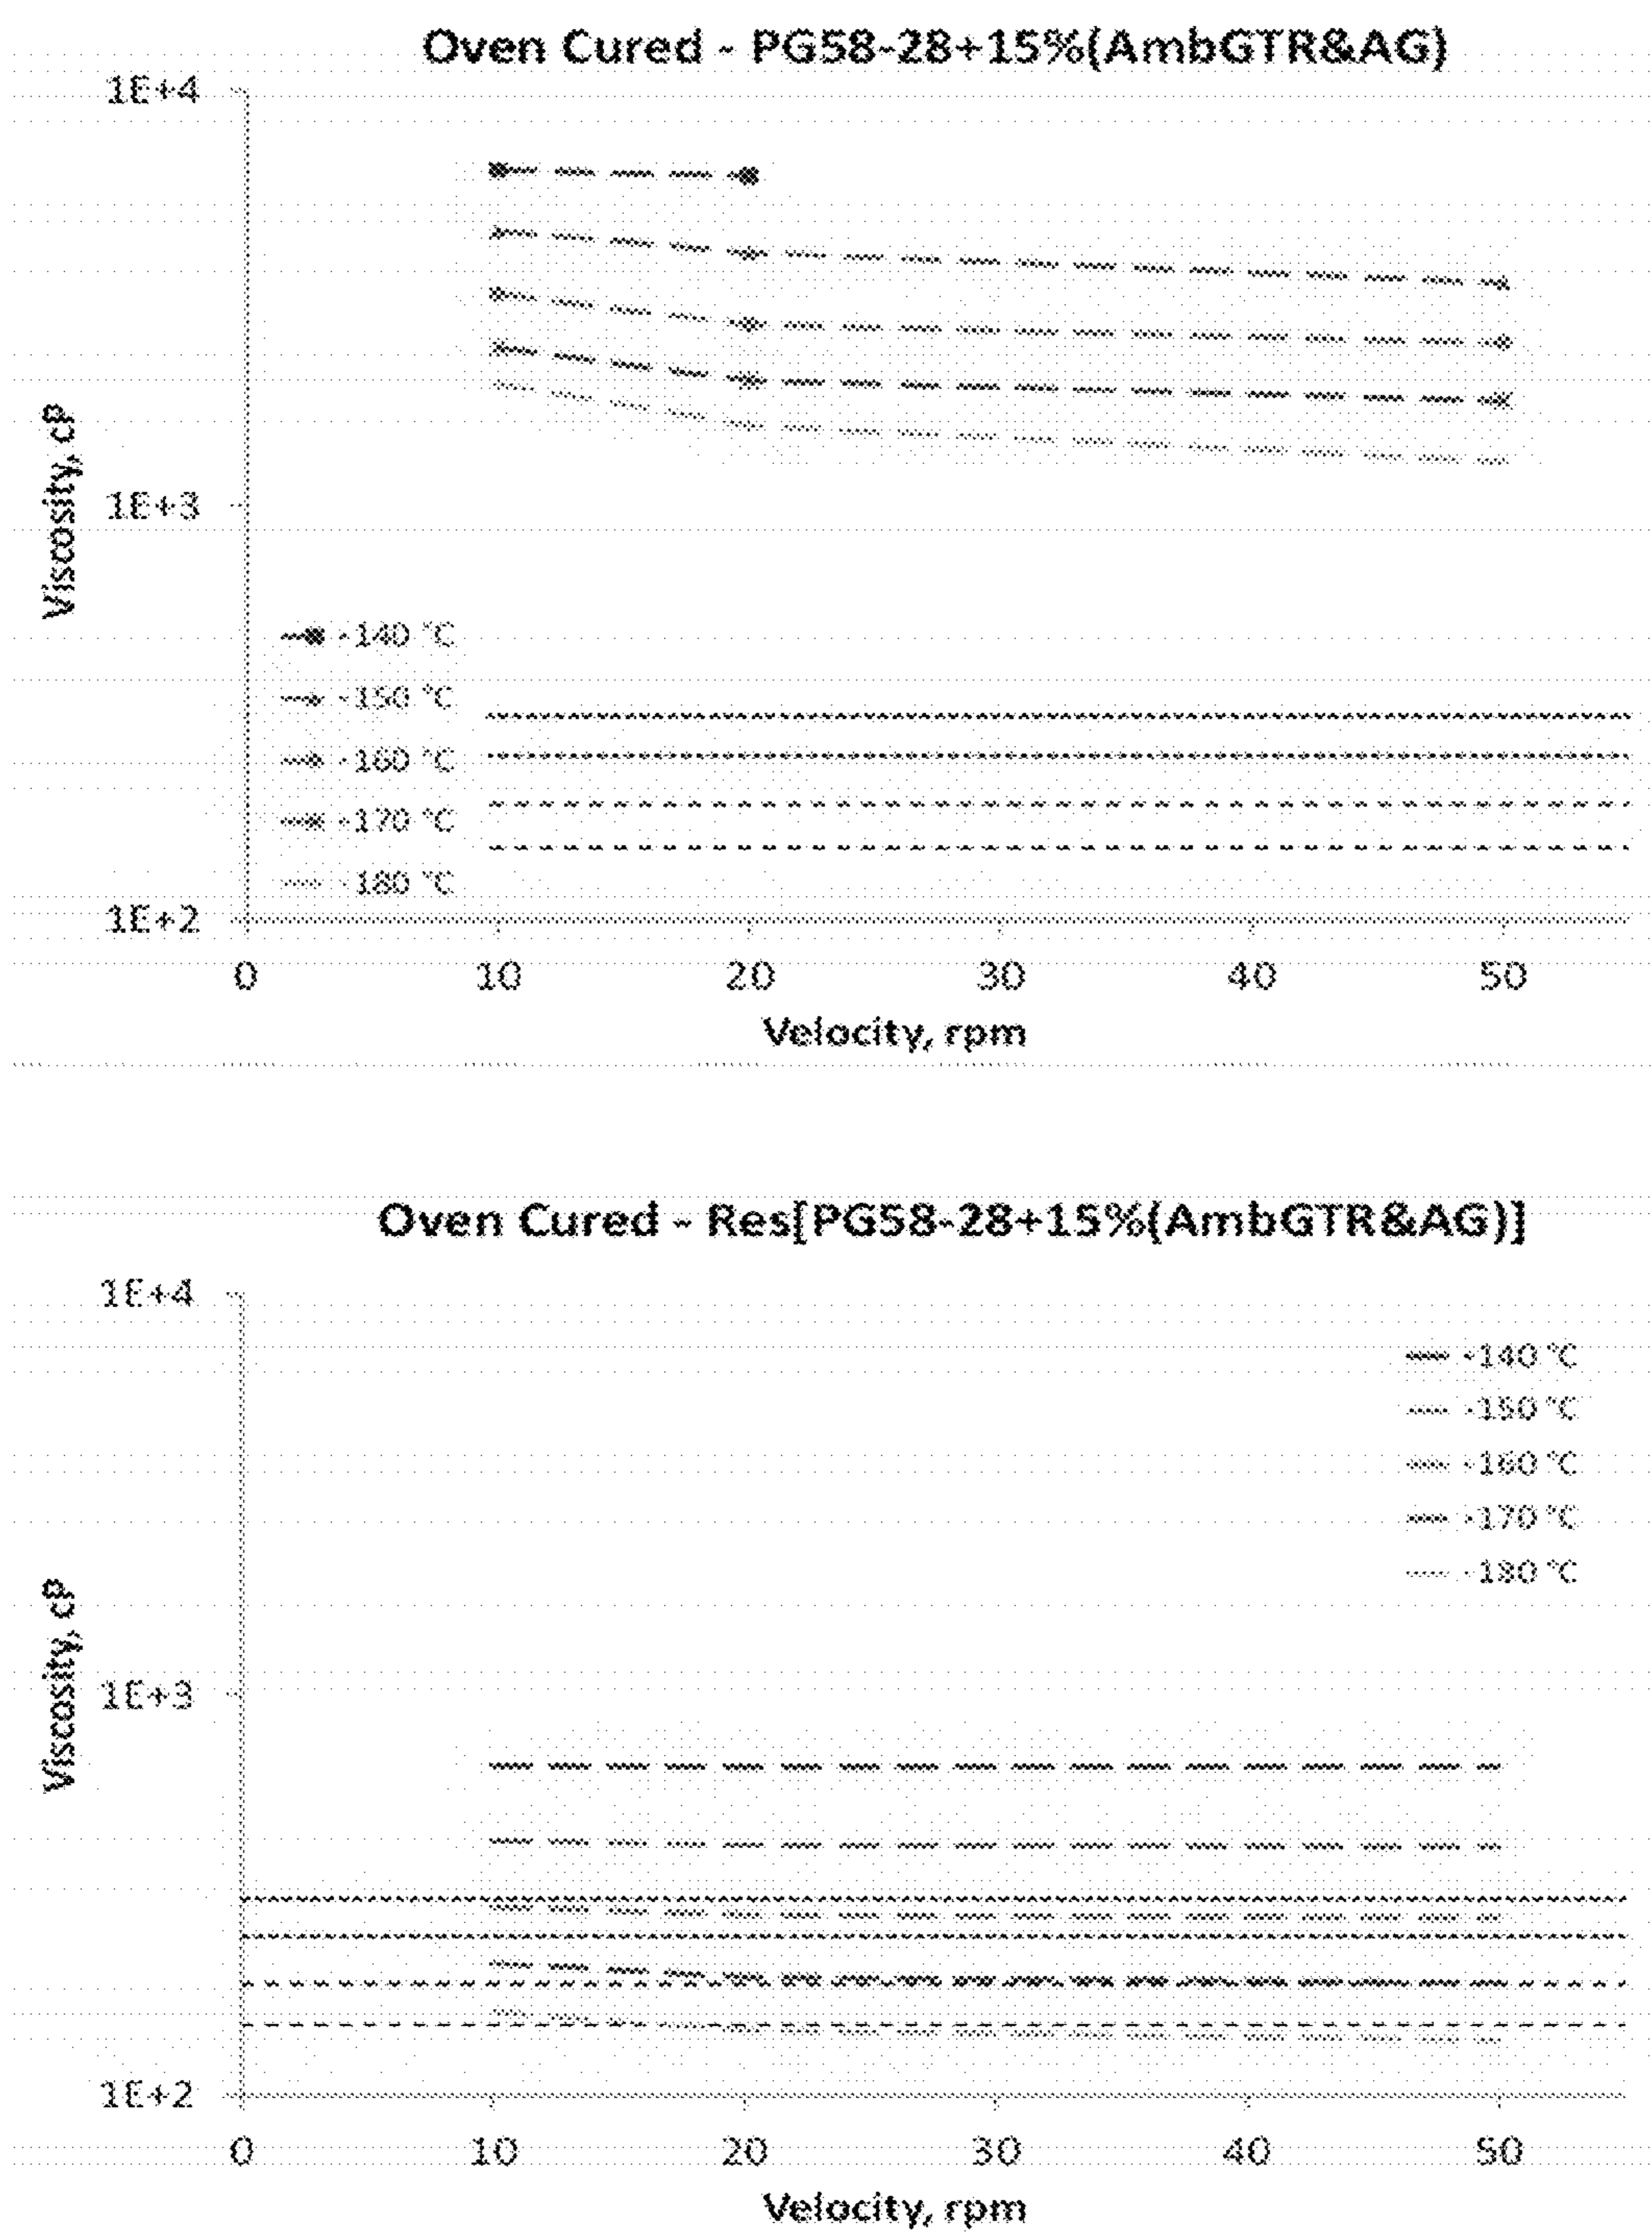 Oven Cured - PG58-28+15%(AmbGTR&AG)
1E+4
Viscosity, cP
1E+3
-140 °C
-150 °C
-160 °C
-170 °C
-180 °C
1E+2
0 10 20 30 40 50
Velocity, rpm
Oven Cured - Res[PG58-28+15%(AmbGTR&AG)]
1E+4
-140 °C
-150 °C
-160 °C
-170 °C
-180 °C
Viscosity, cP
1E+3
1E+2
0 10 20 30 40 50
Velocity, rpm